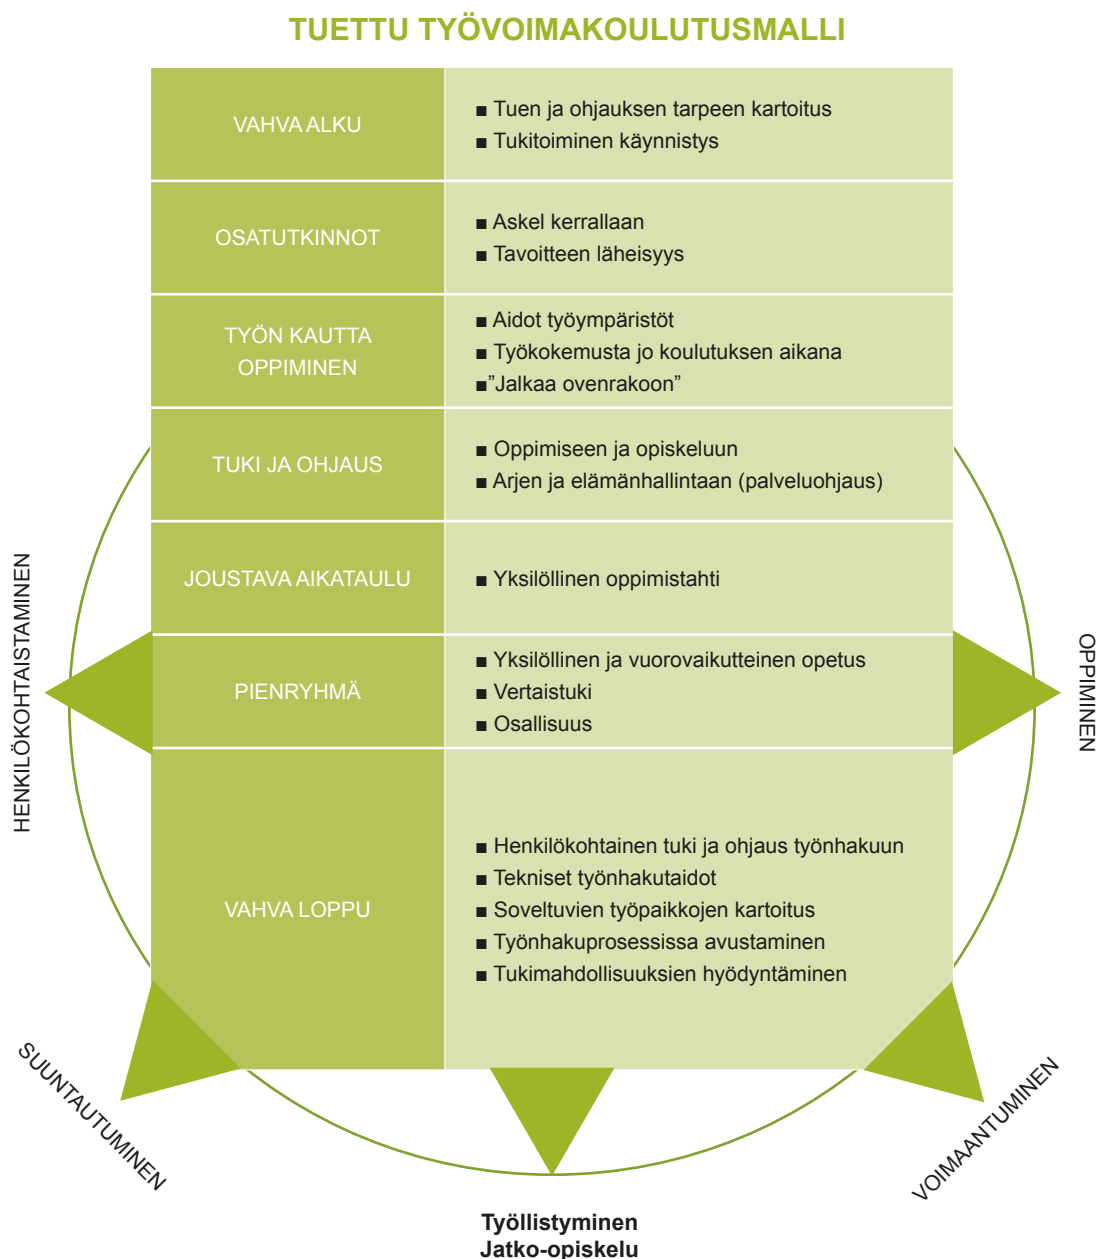 TUETTU TYÖVOIMAKOULUTUSMALLI
VAHVA ALKU
■ Tuen ja ohjauksen tarpeen kartoitus
■ Tukitoiminen käynnistys
OSATUTKINNOT
■ Askel kerrallaan
■ Tavoitteen läheisyys
TYÖN KAUTTA
OPPIMINEN
■ Aidot työympäristöt
■ Työkokemusta jo koulutuksen aikana
■ ”Jalkaa ovenrakoon”
TUKI JA OHJAUS
■ Oppimiseen ja opiskeluun
■ Arjen ja elämänhallintaan (palveluohjaus)
JOUSTAVA AIKATAULU
■ Yksilöllinen oppimistahti
PIENRYHMÄ
■ Yksilöllinen ja vuorovaikutteinen opetus
■ Vertaistuki
■ Osallisuus
VAHVA LOPPU
■ Henkilökohtainen tuki ja ohjaus työnhakuun
■ Tekniset työnhakutaidot
■ Soveltuvien työpaikkojen kartoitus
■ Työnhakuprosessissa avustaminen
■ Tukimahdollisuuksien hyödyntäminen
HENKILÖKOHTAISTAMINEN
OPPIMINEN
SUUNTAUTUMINEN
VOIMAANTUMINEN
Työllistyminen
Jatko-opiskelu